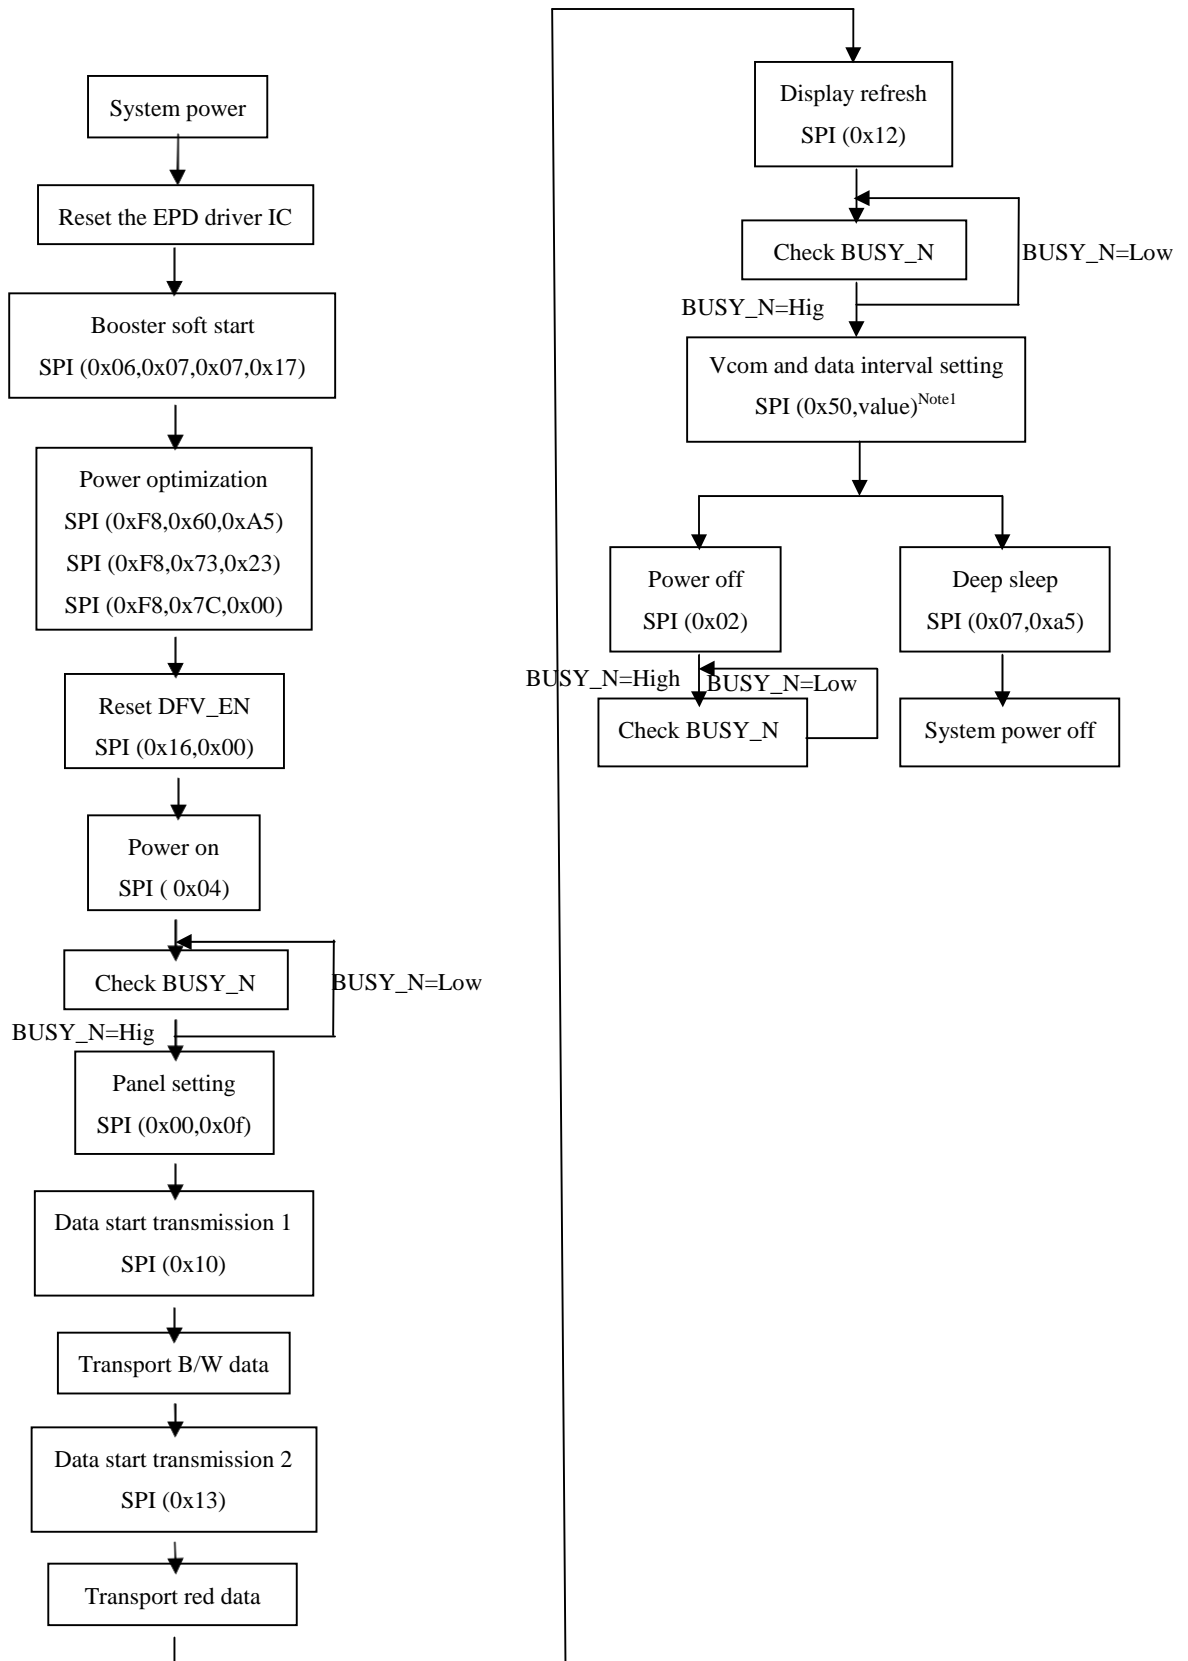 System power
Reset the EPD driver IC
Booster soft start
SPI (0x06,0x07,0x07,0x17)
Power optimization
SPI (0xF8,0x60,0xA5)
SPI (0xF8,0x73,0x23)
SPI (0xF8,0x7C,0x00)
Reset DFV_EN
SPI (0x16,0x00)
Power on
SPI ( 0x04)
Check BUSY_N
BUSY_N=Low
BUSY_N=Hig
Panel setting
SPI (0x00,0x0f)
Data start transmission 1
SPI (0x10)
Transport B/W data
Data start transmission 2
SPI (0x13)
Transport red data
Display refresh
SPI (0x12)
Check BUSY_N
BUSY_N=Low
BUSY_N=Hig
Vcom and data interval setting
SPI (0x50,value)Note1
Power off
SPI (0x02)
BUSY_N=High
BUSY_N=Low
Check BUSY_N
Deep sleep
SPI (0x07,0xa5)
System power off